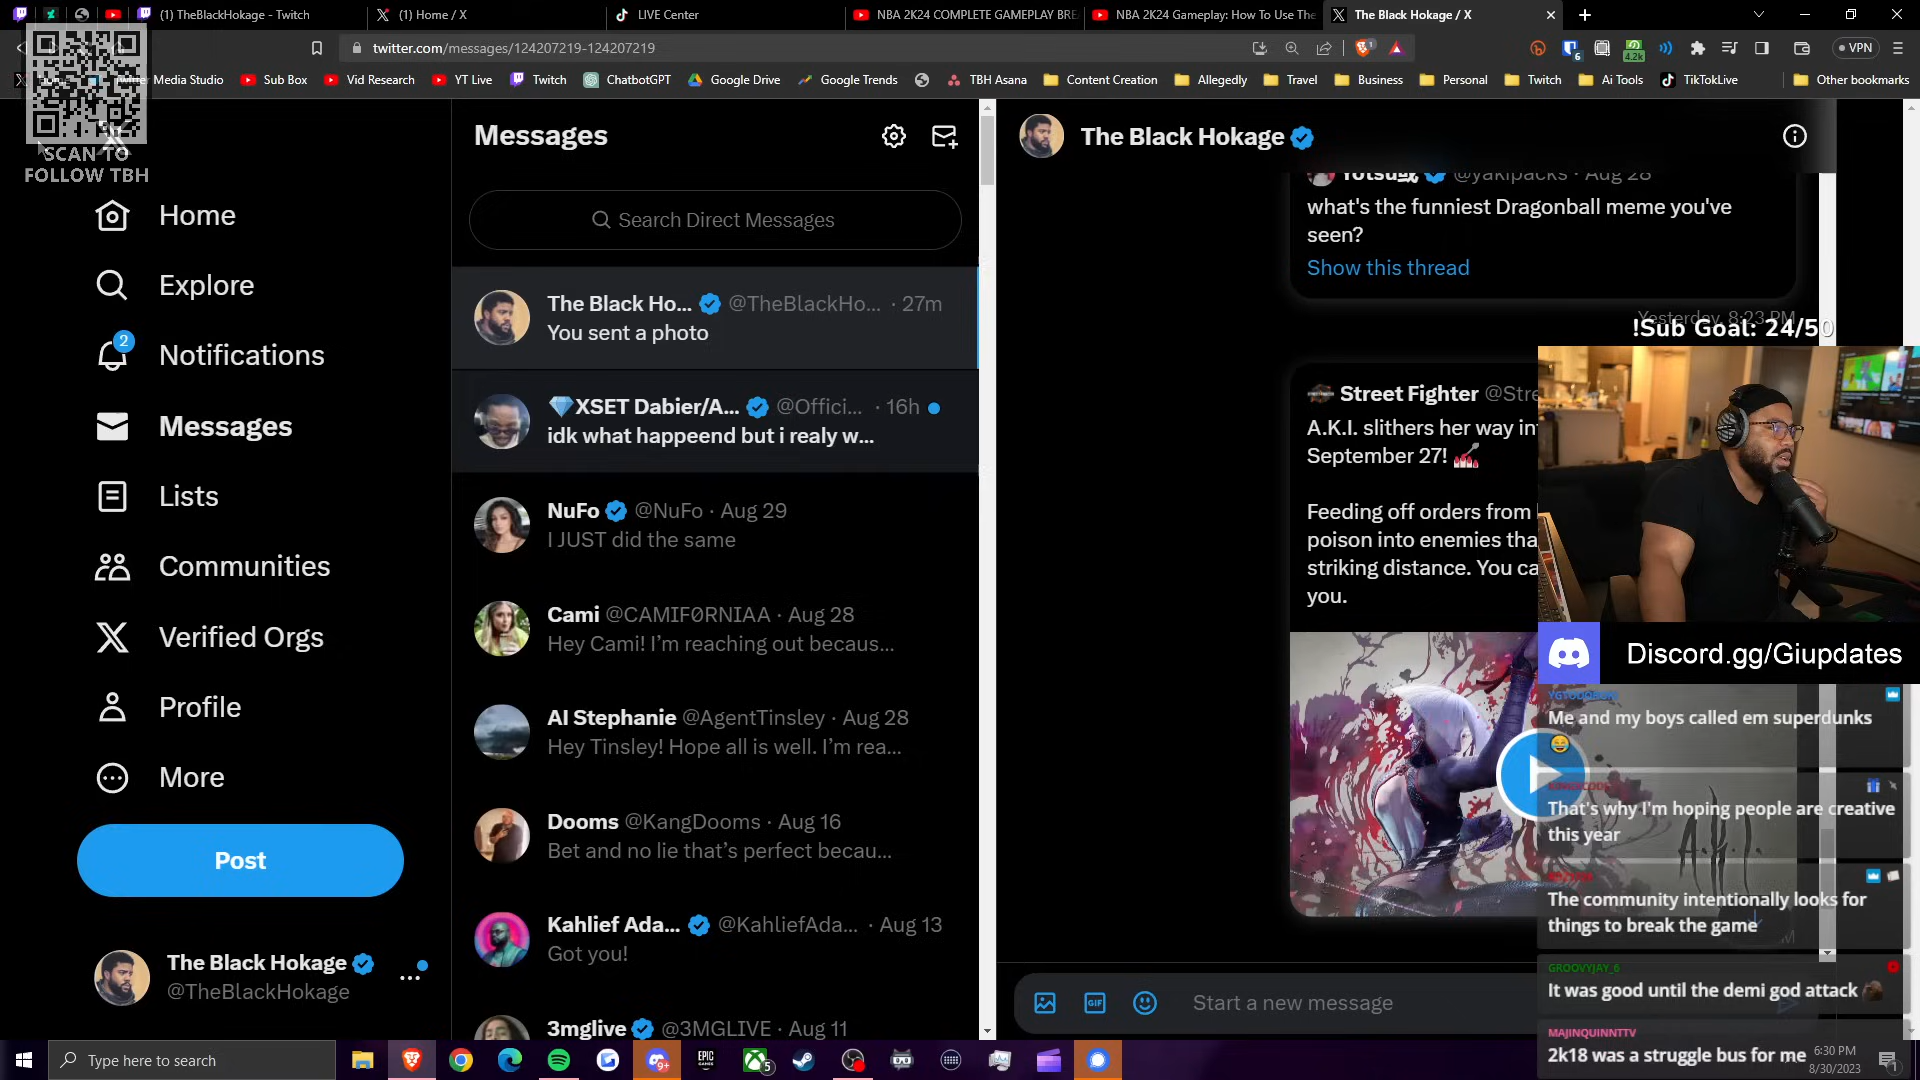 (1) TheBlackHokage - Twitch
(1) Home / X
LIVE Center
NBA 2K24 COMPLETE GAMEPLAY BRE
NBA 2K24 Gameplay: How To Use The
The Black Hokage / X
twitter.com/messages/124207219-124207219
6
4.2k
VPN
Media Studio
Sub Box
Vid Research
YT Live
Twitch
ChatbotGPT
Google Drive
Google Trends
TBH Asana
Content Creation
Allegedly
Travel
Business
Personal
Twitch
Ai Tools
TikTokLive
Other bookmarks
SCAN TO
FOLLOW TBH
Home
Explore
2
Notifications
Messages
Lists
Communities
Verified Orgs
Profile
More
Post
The Black Hokage
@TheBlackHokage
Messages
Search Direct Messages
The Black Ho... @TheBlackHo... · 27m
You sent a photo
💎XSET Dabier/A... @Offici... · 16h
idk what happeend but i realy w...
NuFo @NuFo · Aug 29
I JUST did the same
Cami @CAMIF0RNIAA · Aug 28
Hey Cami! I'm reaching out becaus...
AI Stephanie @AgentTinsley · Aug 28
Hey Tinsley! Hope all is well. I'm rea...
Dooms @KangDooms · Aug 16
Bet and no lie that's perfect becau...
Kahlief Ada... @KahliefAda... · Aug 13
Got you!
3mglive @3MGLIVE · Aug 11
The Black Hokage
Yotsu @yakipacks · Aug 28
what's the funniest Dragonball meme you've
seen?
Show this thread
Yesterday, 8:23 PM
!Sub Goal: 24/50
Street Fighter @Stre
A.K.I. slithers her way in
September 27!
Feeding off orders from
poison into enemies tha
striking distance. You ca
you.
A.K.I.
Discord.gg/Giupdates
Me and my boys called em superdunks
😂
That's why I'm hoping people are creative
this year
The community intentionally looks for
things to break the game
GROOVYJAY_6
It was good until the demi god attack
MAJINQUINNTTV
2k18 was a struggle bus for me
GIF
Start a new message
Type here to search
9+
EPIC
GAMES
5
6:30 PM
8/30/2023
1